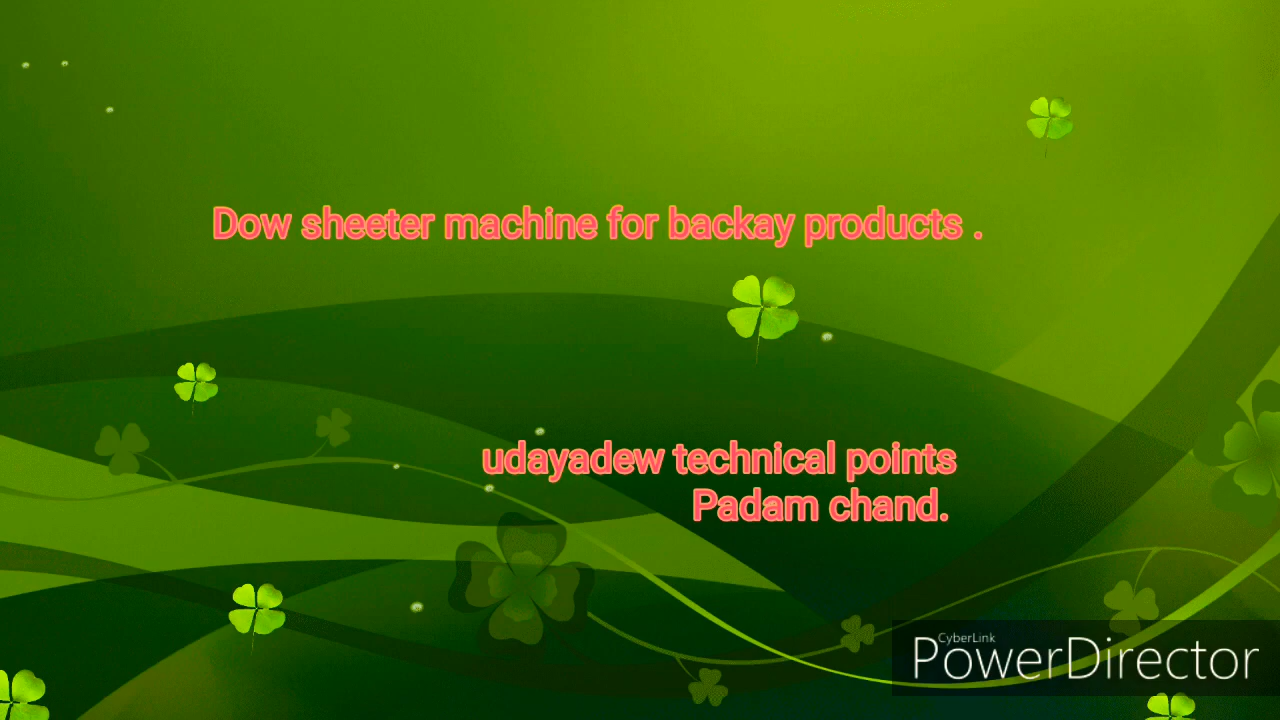 Dow sheeter machine for backay products .
udayadew technical points
Padam chand.
CyberLink
PowerDirector